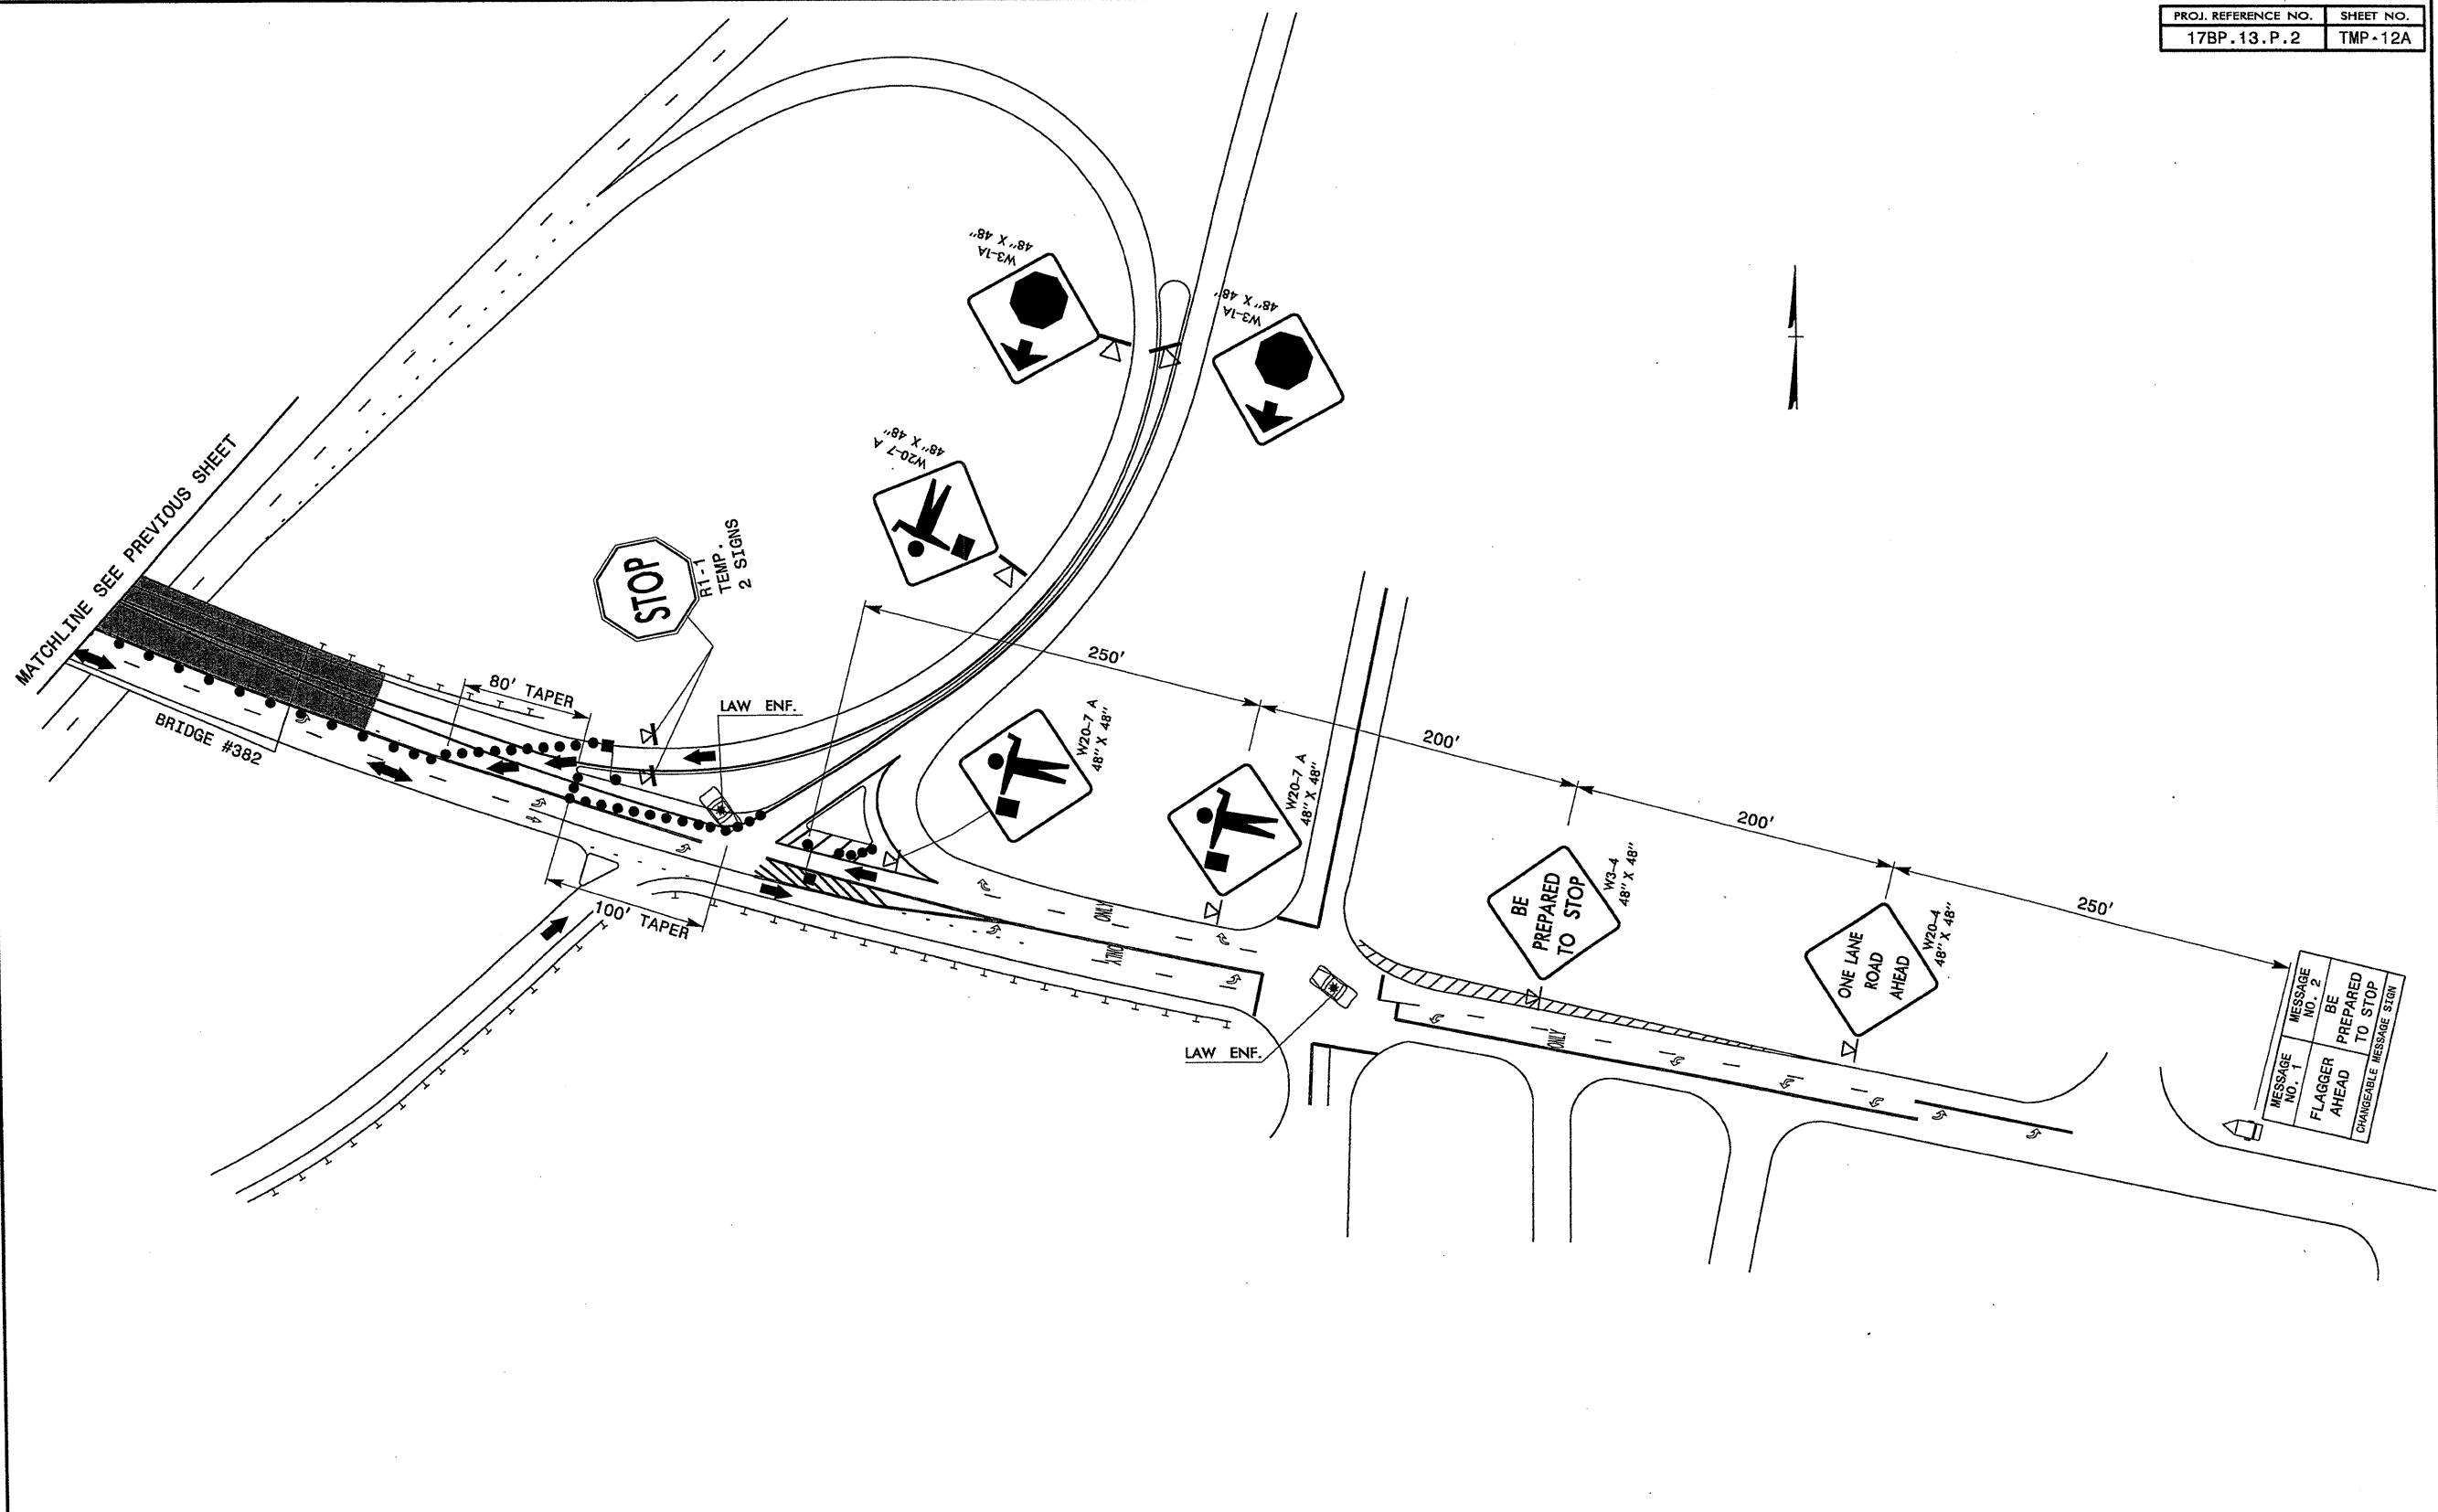 PROJ. REFERENCE NO.
SHEET NO.
17BP.13.P.2
TMP-12A
48" X 48"
W3-1A
48" X 48"
W3-1A
48" X 48"
W20-7 A
MATCHLINE SEE PREVIOUS SHEET
STOP
R1-1
TEMP.
2 SIGNS
250'
80' TAPER
LAW ENF.
BRIDGE #382
W20-7 A
48" X 48"
200'
W20-7 A
48" X 48"
200'
BE
PREPARED
TO STOP
W3-4
48" X 48"
250'
ONE LANE
ROAD
AHEAD
W20-4
48" X 48"
100' TAPER
ONLY
ONLY
ONLY
LAW ENF.
MESSAGE
NO. 1
MESSAGE
NO. 2
FLAGGER
AHEAD
BE
PREPARED
TO STOP
CHANGEABLE MESSAGE SIGN